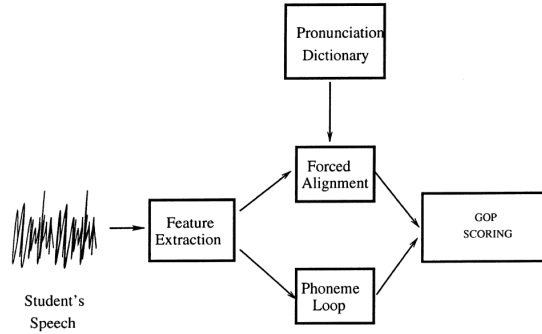 Pronunciation
Dictionary
Forced
Alignment
Feature
Extraction
GOP
SCORING
Phoneme
Loop
Student's
Speech